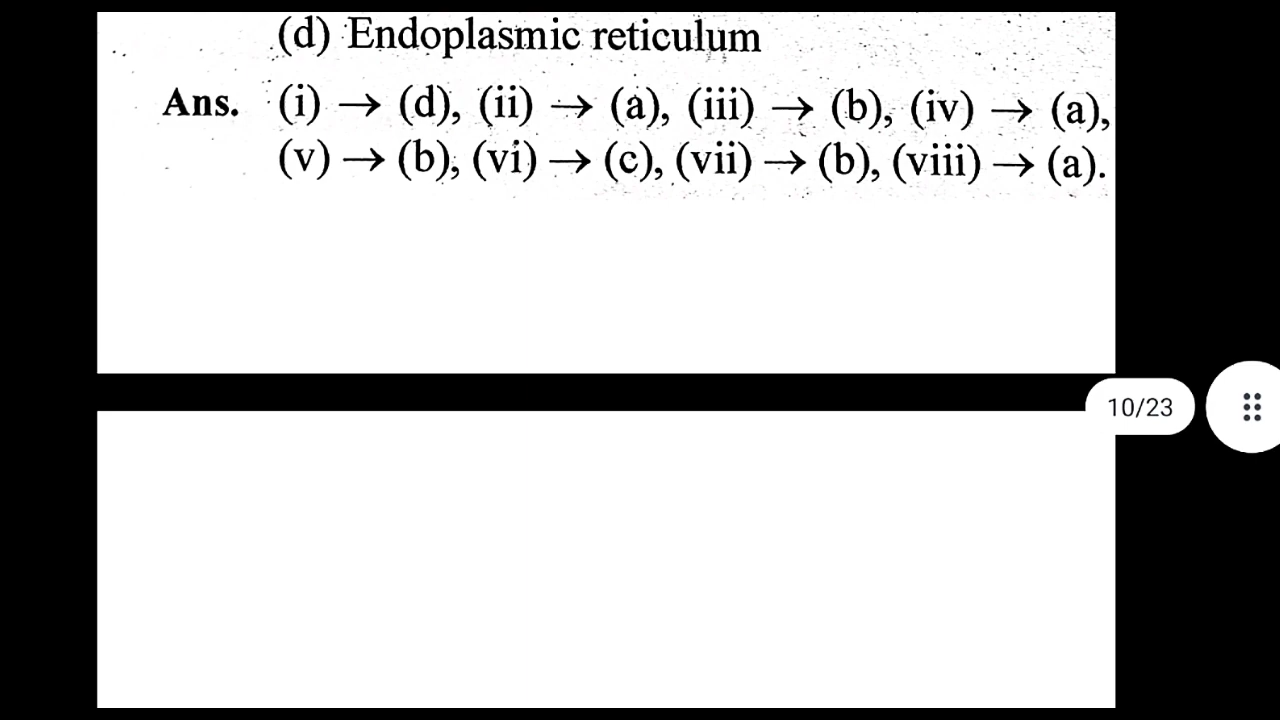 (d) Endoplasmic reticulum
Ans. (i) → (d), (ii) → (a), (iii) → (b), (iv) → (a),
(v) → (b), (vi) → (c), (vii) → (b), (viii) → (a).
10/23